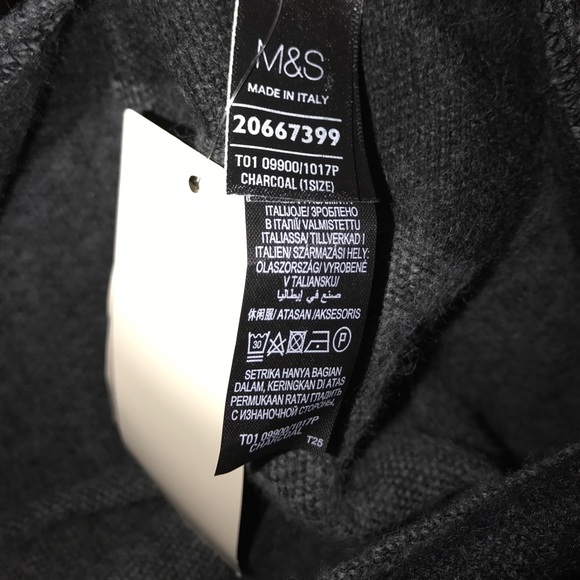 M&S
MADE IN ITALY
20667399
T01 09900/1017P
CHARCOAL (1SIZE)
ITALIJOJE/ ЗРОБЛЕНО
В ІТАЛІЇ/ VALMISTETTU
ITALIASSA/ TILLVERKAD I
ITALIEN/ SZÁRMAZÁSI HELY:
OLASZORSZÁG/ VYROBENÉ
V TALIANSKU/
صنع في إيطاليا
休闲服/ ATASAN /AKSESORIS
30 P
SETRIKA HANYA BAGIAN
DALAM, KERINGKAN DI ATAS
PERMUKAAN RATA/ ГЛАДИТЬ
С ИЗНАНОЧНОЙ СТОРОНЫ,
T01 09900/1017P
CHARCOAL T25